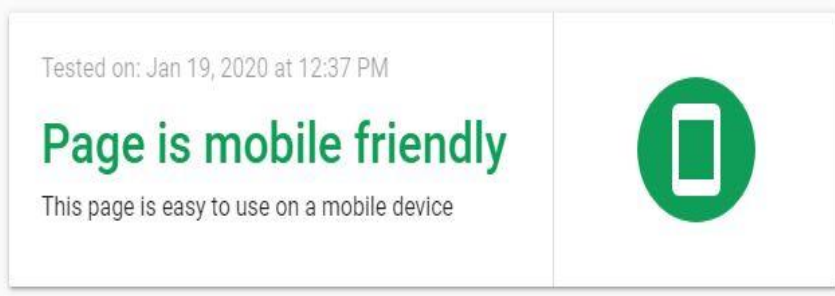 Tested on: Jan 19, 2020 at 12:37 PM
Page is mobile friendly
This page is easy to use on a mobile device